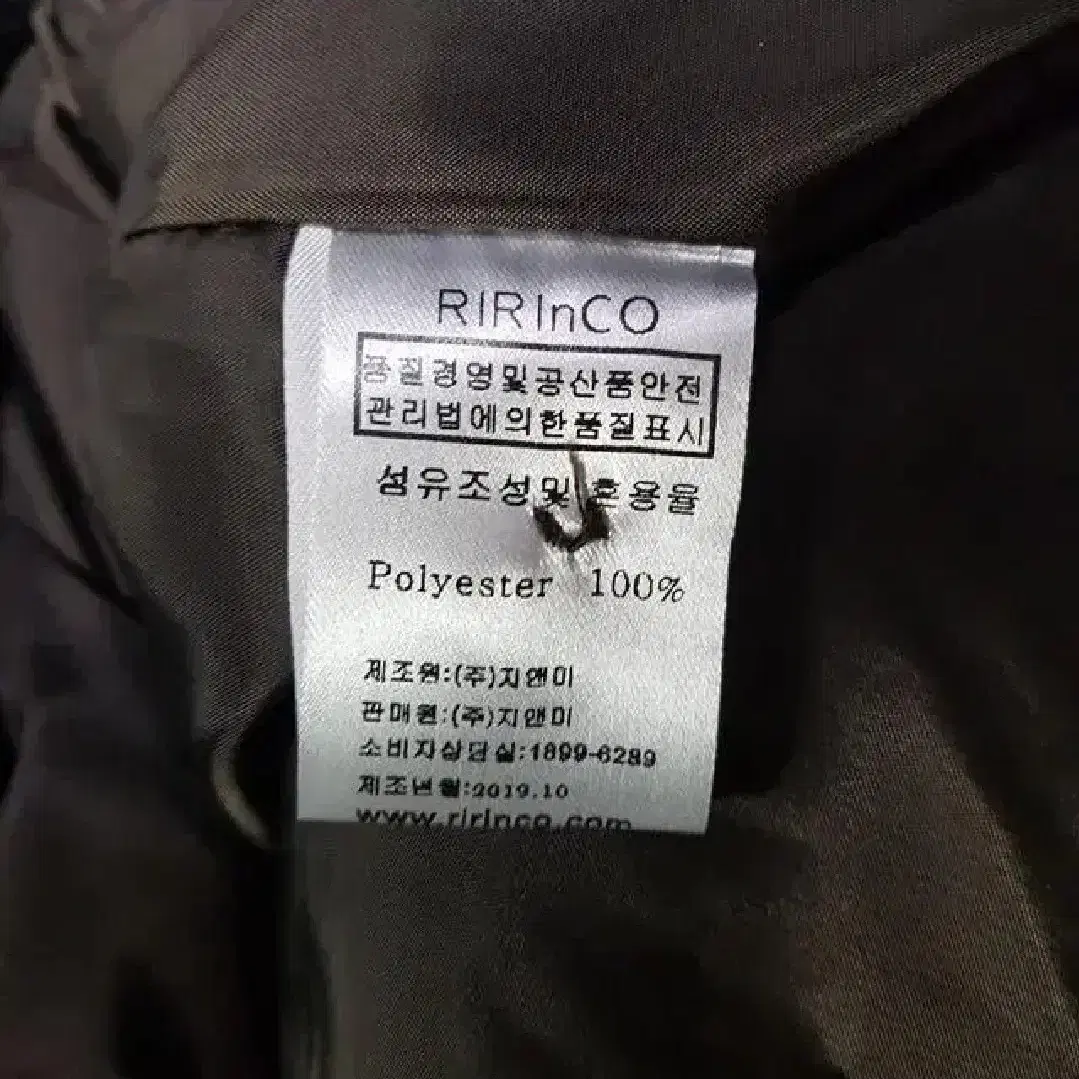 RIRInCO
품질경영및공산품안전
관리법에의한품질표시
섬유조성및 혼용율
Polyester 100%
제조원:(주)지앤미
판매원:(주)지앤미
소비자상담실:1899-6289
제조년월:2019.10
www.ririnco.com